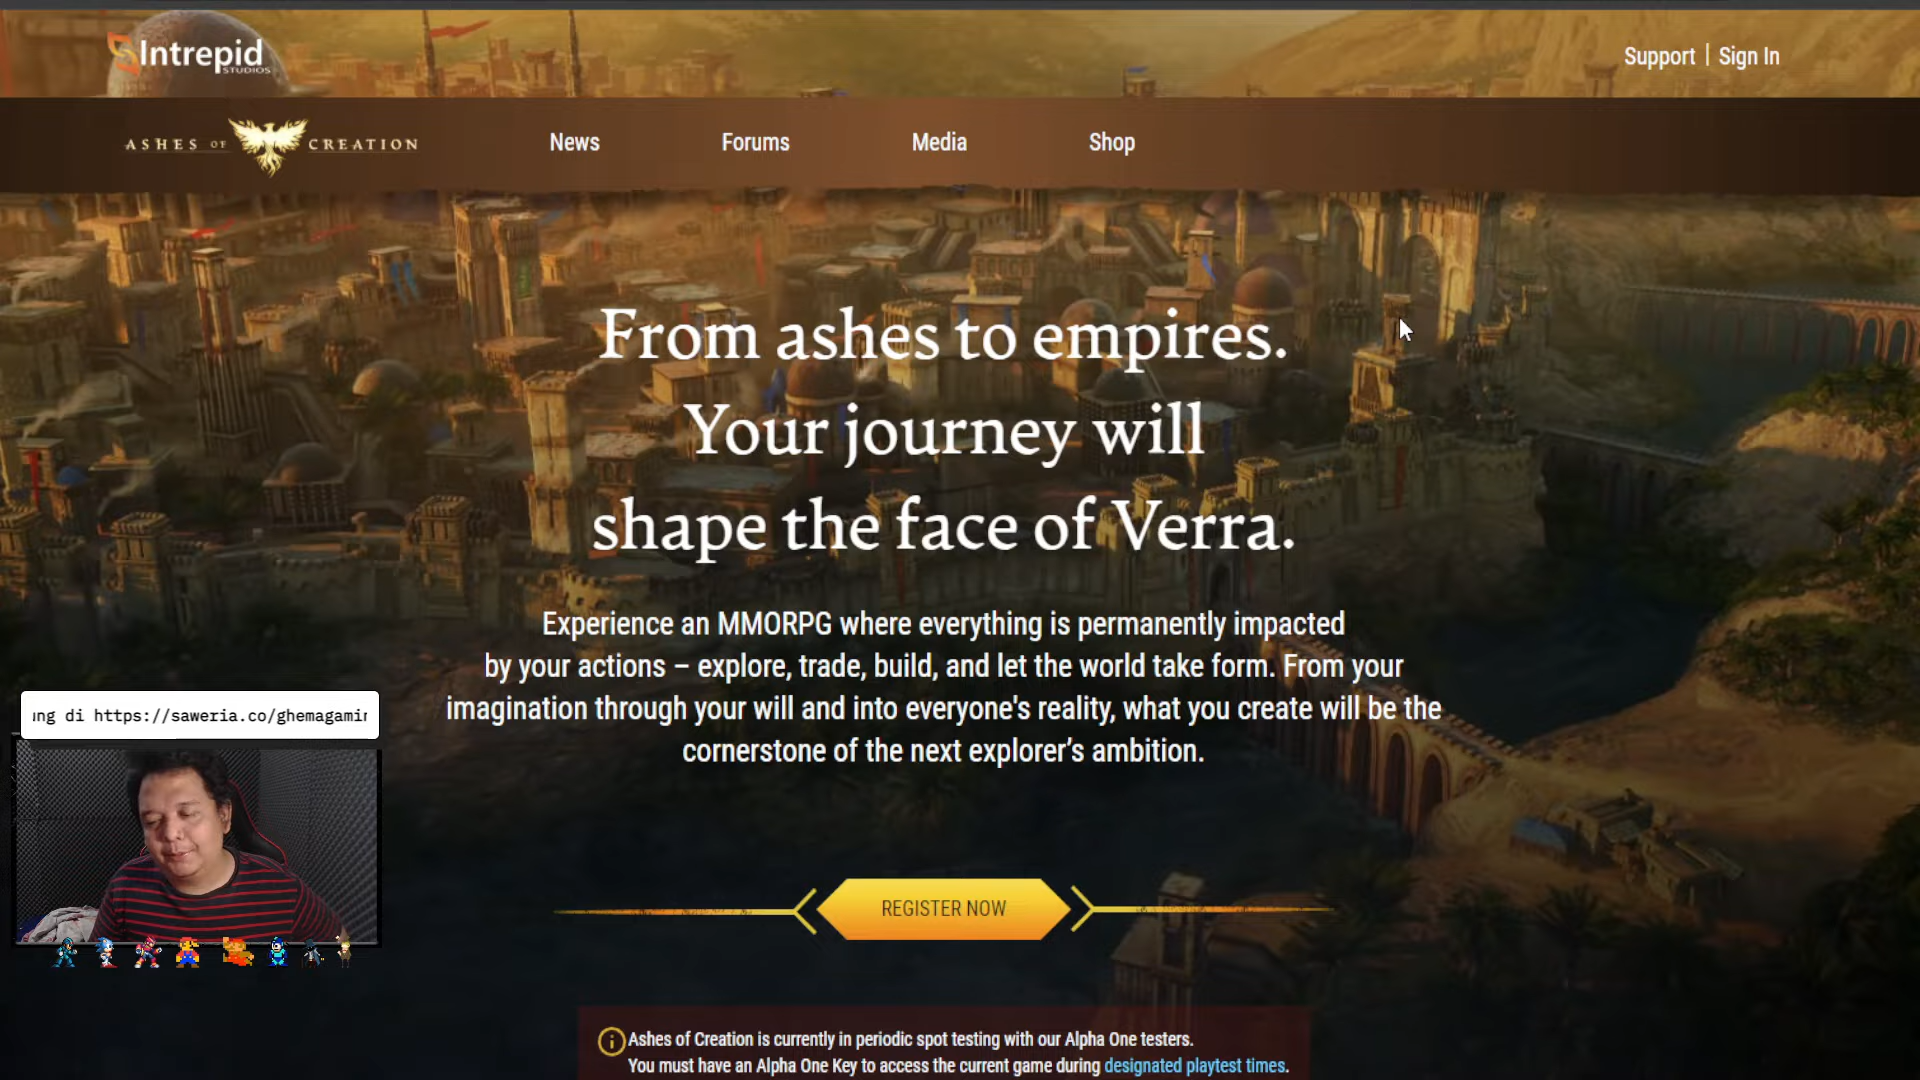 Intrepid
STUDIOS
Support | Sign In
ASHES OF CREATION
News
Forums
Media
Shop
From ashes to empires.
Your journey will
shape the face of Verra.
Experience an MMORPG where everything is permanently impacted
by your actions – explore, trade, build, and let the world take form. From your
imagination through your will and into everyone's reality, what you create will be the
cornerstone of the next explorer’s ambition.
ng di https://saweria.co/ghemagamin
REGISTER NOW
Ashes of Creation is currently in periodic spot testing with our Alpha One testers.
You must have an Alpha One Key to access the current game during designated playtest times.